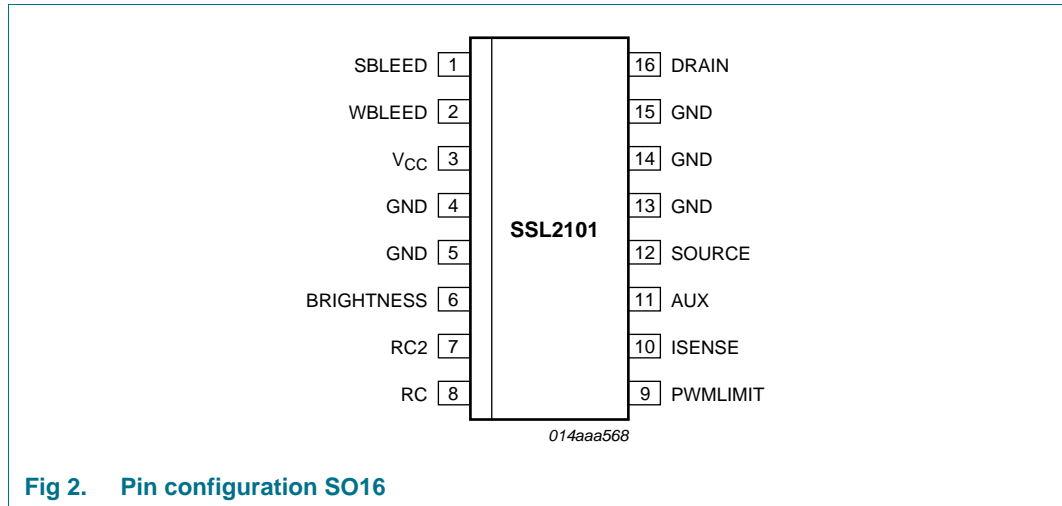 SBLEED 1
WBLEED 2
VCC 3
GND 4
GND 5
BRIGHTNESS 6
RC2 7
RC 8
SSL2101
16 DRAIN
15 GND
14 GND
13 GND
12 SOURCE
11 AUX
10 ISENSE
9 PWMLIMIT
014aaa568
Fig 2. Pin configuration SO16